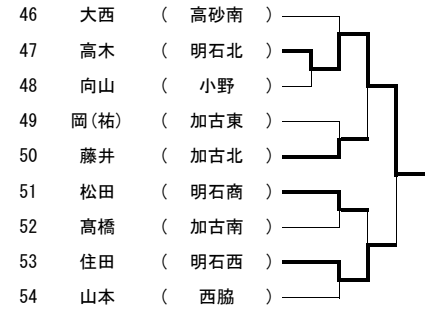 46 大西 ( 高砂南 )
47 高木 ( 明石北 )
48 向山 ( 小野 )
49 岡(祐) ( 加古東 )
50 藤井 ( 加古北 )
51 松田 ( 明石商 )
52 髙橋 ( 加古南 )
53 住田 ( 明石西 )
54 山本 ( 西脇 )